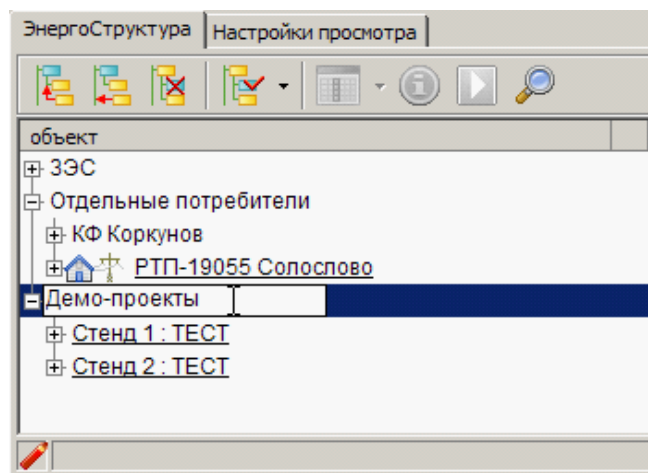 ЭнергоСтруктура Настройки просмотра
объект
ЗЭС
Отдельные потребители
КФ Коркунов
РТП-19055 Солослово
Демо-проекты
Стенд 1 : ТЕСТ
Стенд 2 : ТЕСТ